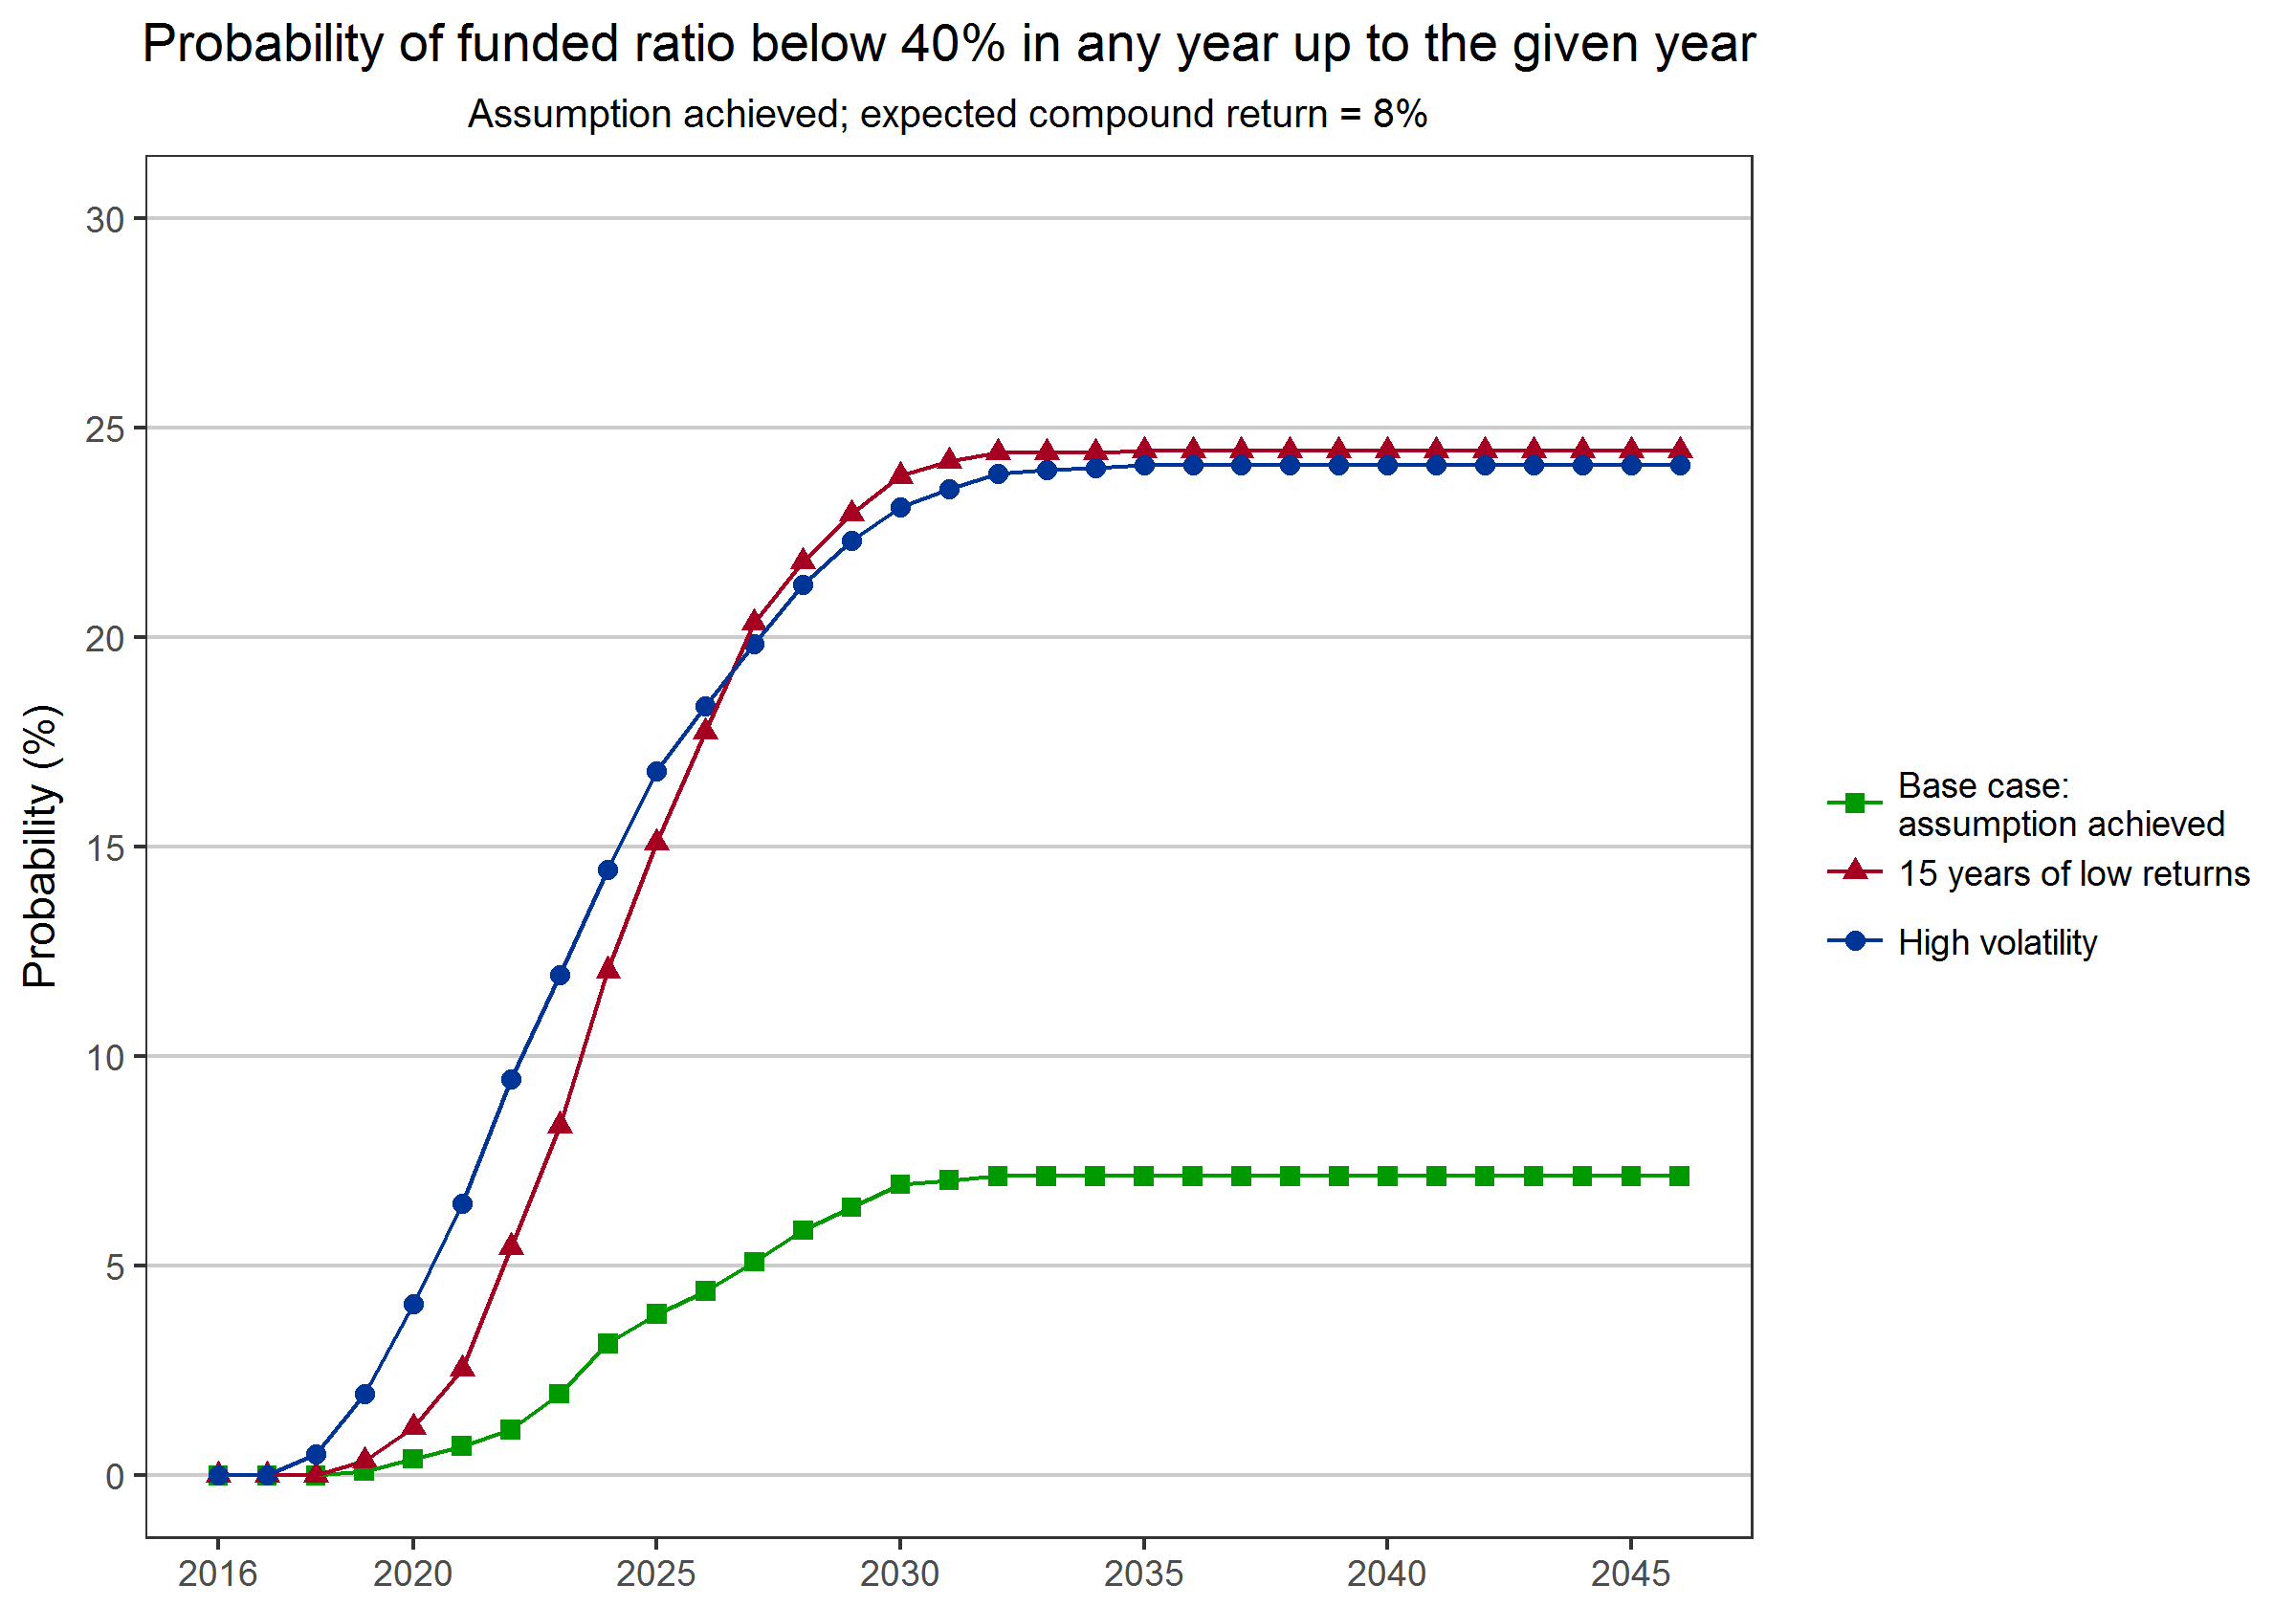 Probability of funded ratio below 40% in any year up to the given year
Assumption achieved; expected compound return = 8%
Probability (%)
30
25
20
15
10
5
0
2016 2020 2025 2030 2035 2040 2045
Base case:
assumption achieved
15 years of low returns
High volatility